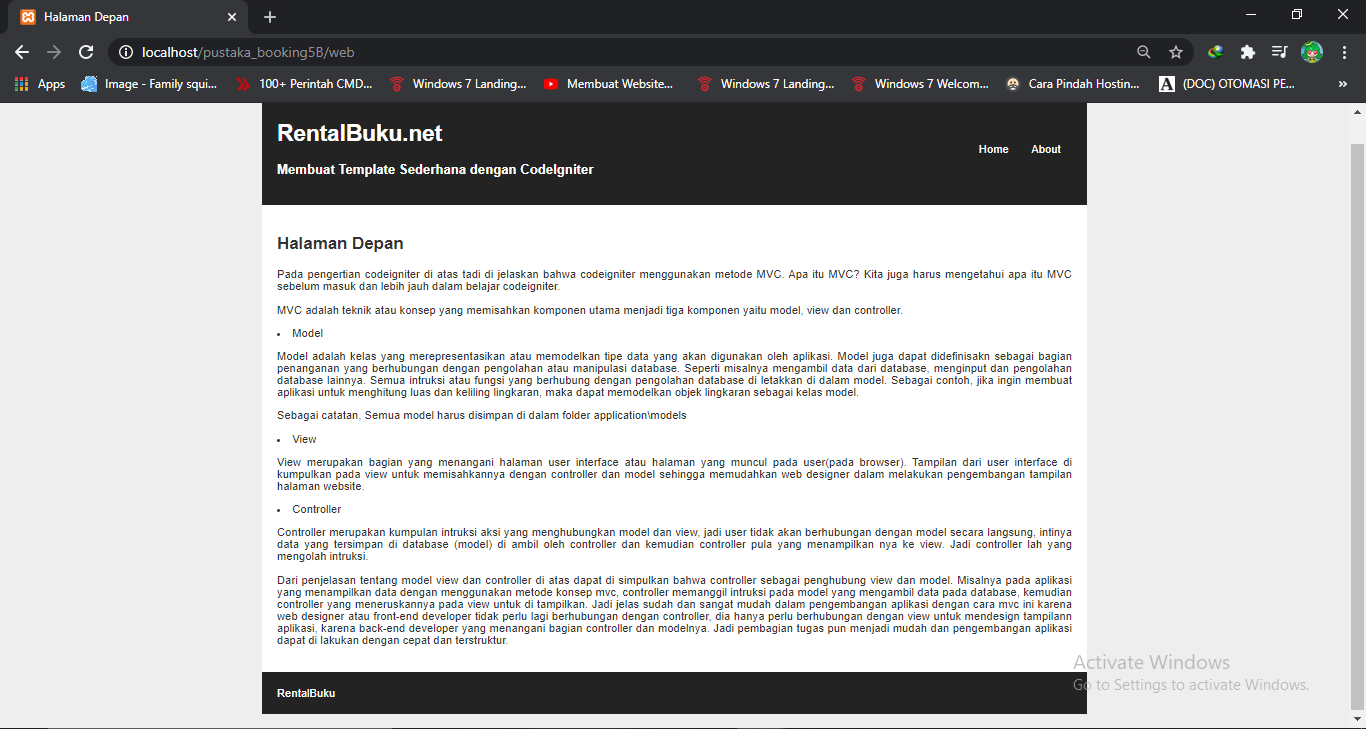 Halaman Depan
localhost/pustaka_booking5B/web
Apps
Image - Family squi...
100+ Perintah CMD...
Windows 7 Landing...
Membuat Website...
Windows 7 Landing...
Windows 7 Welcom...
Cara Pindah Hostin...
A
(DOC) OTOMASI PE...
»
RentalBuku.net
Home
About
Membuat Template Sederhana dengan CodeIgniter
Halaman Depan
Pada pengertian codeigniter di atas tadi di jelaskan bahwa codeigniter menggunakan metode MVC. Apa itu MVC? Kita juga harus mengetahui apa itu MVC
sebelum masuk dan lebih jauh dalam belajar codeigniter.
MVC adalah teknik atau konsep yang memisahkan komponen utama menjadi tiga komponen yaitu model, view dan controller.
• Model
Model adalah kelas yang merepresentasikan atau memodelkan tipe data yang akan digunakan oleh aplikasi. Model juga dapat didefinisakn sebagai bagian
penanganan yang berhubungan dengan pengolahan atau manipulasi database. Seperti misalnya mengambil data dari database, menginput dan pengolahan
database lainnya. Semua intruksi atau fungsi yang berhubung dengan pengolahan database di letakkan di dalam model. Sebagai contoh, jika ingin membuat
aplikasi untuk menghitung luas dan keliling lingkaran, maka dapat memodelkan objek lingkaran sebagai kelas model.
Sebagai catatan, Semua model harus disimpan di dalam folder application\models
• View
View merupakan bagian yang menangani halaman user interface atau halaman yang muncul pada user(pada browser). Tampilan dari user interface di
kumpulkan pada view untuk memisahkannya dengan controller dan model sehingga memudahkan web designer dalam melakukan pengembangan tampilan
halaman website.
• Controller
Controller merupakan kumpulan intruksi aksi yang menghubungkan model dan view, jadi user tidak akan berhubungan dengan model secara langsung, intinya
data yang tersimpan di database (model) di ambil oleh controller dan kemudian controller pula yang menampilkan nya ke view. Jadi controller lah yang
mengolah intruksi.
Dari penjelasan tentang model view dan controller di atas dapat di simpulkan bahwa controller sebagai penghubung view dan model. Misalnya pada aplikasi
yang menampilkan data dengan menggunakan metode konsep mvc, controller memanggil intruksi pada model yang mengambil data pada database, kemudian
controller yang meneruskannya pada view untuk di tampilkan. Jadi jelas sudah dan sangat mudah dalam pengembangan aplikasi dengan cara mvc ini karena
web designer atau front-end developer tidak perlu lagi berhubungan dengan controller, dia hanya perlu berhubungan dengan view untuk mendesign tampilann
aplikasi, karena back-end developer yang menangani bagian controller dan modelnya. Jadi pembagian tugas pun menjadi mudah dan pengembangan aplikasi
dapat di lakukan dengan cepat dan terstruktur.
Activate Windows
Go to Settings to activate Windows.
RentalBuku